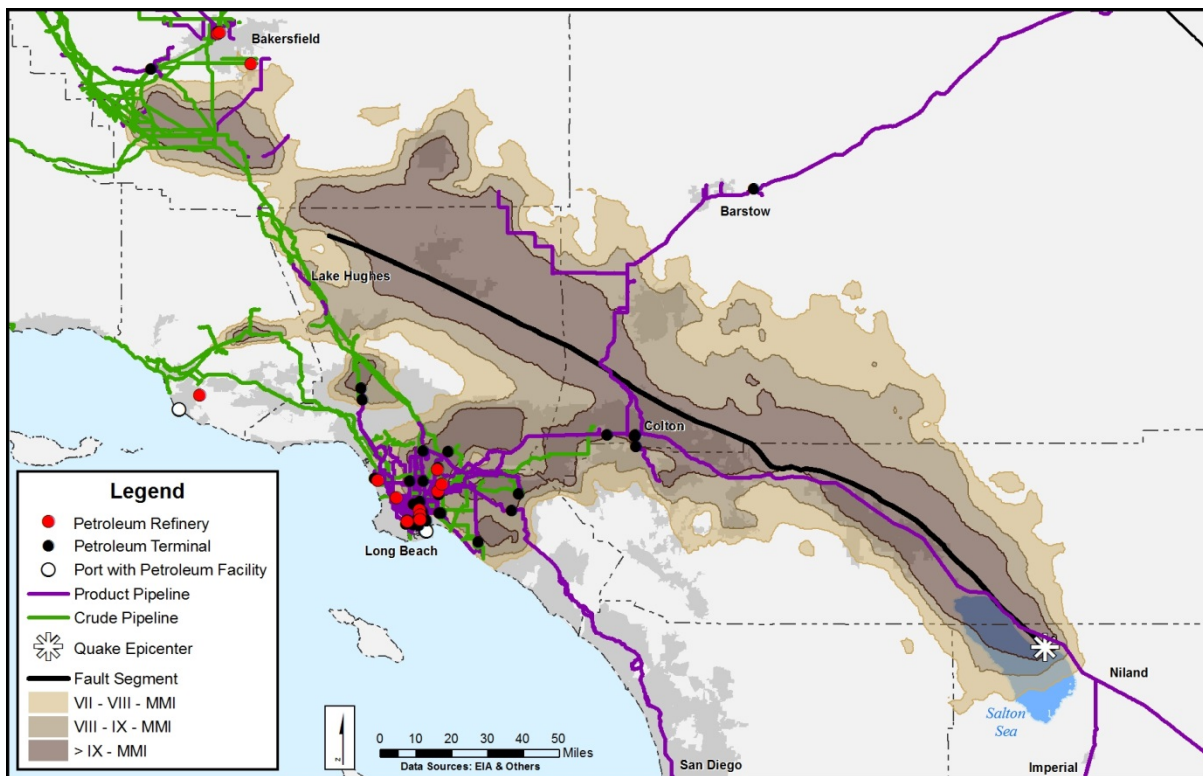 Bakersfield
Barstow
Lake Hughes
Colton
Long Beach
Niland
Salton
Sea
San Diego
Imperial
Legend
Petroleum Refinery
Petroleum Terminal
Port with Petroleum Facility
Product Pipeline
Crude Pipeline
Quake Epicenter
Fault Segment
VII - VIII - MMI
VIII - IX - MMI
> IX - MMI
N
0 5 10 20 30 40 50
Miles
Data Sources: EIA & Others